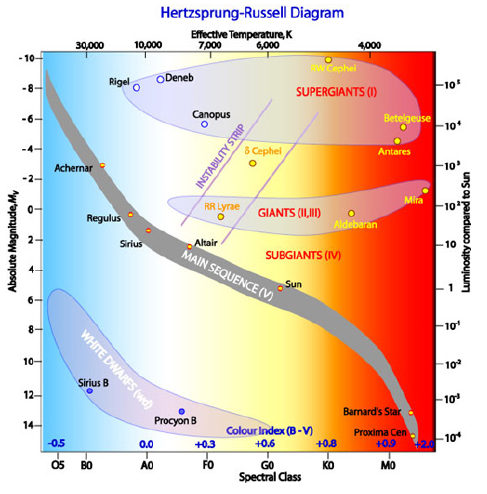 Hertzsprung-Russell Diagram
Effective Temperature, K
30,000 10,000 7,000 6,000 4,000
-10
-8
-6
-4
-2
0
2
4
6
8
10
12
14
Absolute Magnitude, Mv
RW Cephei
Rigel
Deneb
SUPERGIANTS (I)
Canopus
Betelgeuse
Antares
INSTABILITY STRIP
δ Cephei
Achernar
Mira
RR Lyrae
GIANTS (II,III)
Regulus
Aldebaran
Sirius
Altair
SUBGIANTS (IV)
MAIN SEQUENCE (V)
Sun
WHITE DWARFS (wd)
Sirius B
Procyon B
Barnard's Star
Proxima Cen
Colour Index (B - V)
-0.5 0.0 +0.3 +0.6 +0.8 +0.9 +2.0
10⁵
10⁴
10³
10²
10
1
10⁻¹
10⁻²
10⁻³
10⁻⁴
Luminosity compared to Sun
O5 B0 A0 F0 G0 K0 M0
Spectral Class